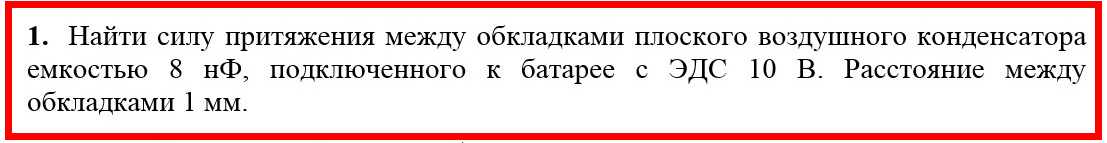 1. Найти силу притяжения между обкладками плоского воздушного конденсатора
емкостью 8 нФ, подключенного к батарее с ЭДС 10 В. Расстояние между
обкладками 1 мм.